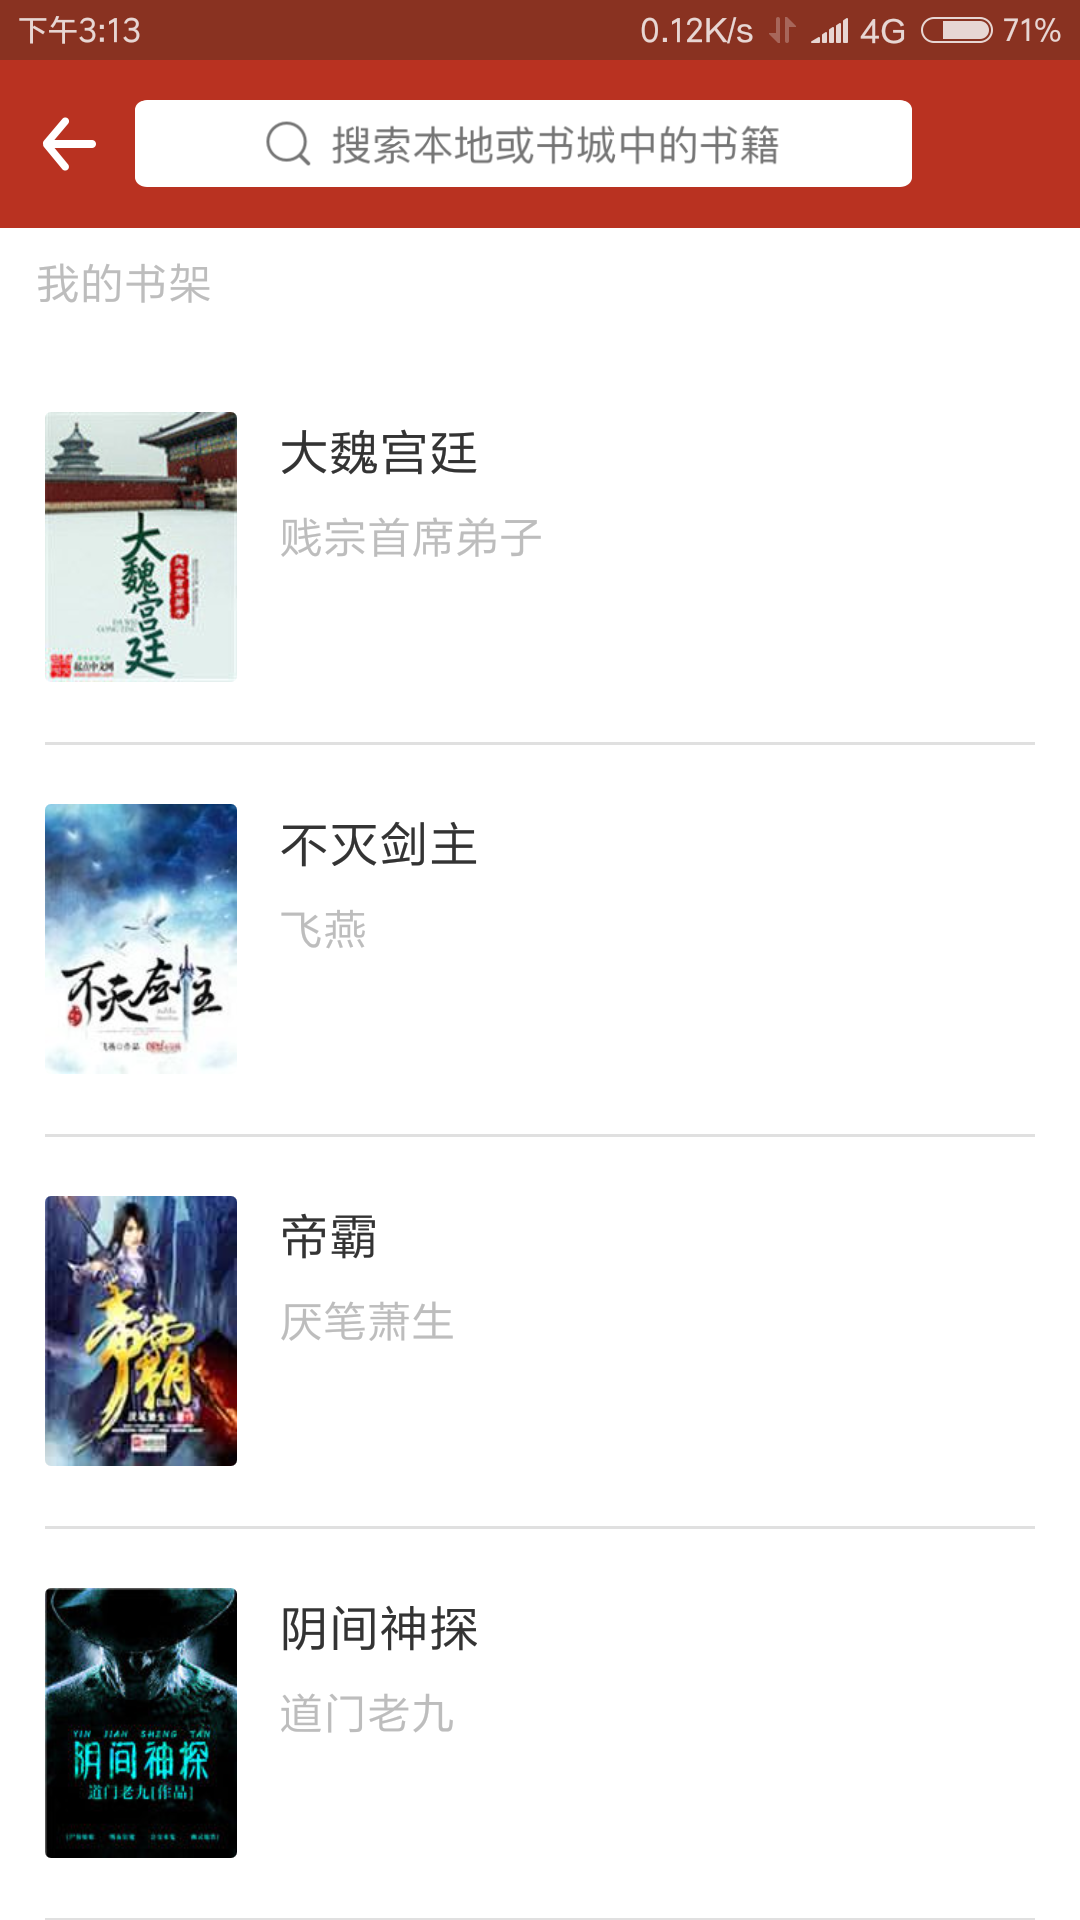 下午3:13
0.12K/s 4G 71%
搜索本地或书城中的书籍
我的书架
大魏宫廷
贱宗首席弟子
大魏宫廷
起点中文网
不灭剑主
飞燕
不灭剑主
帝霸
厌笔萧生
帝霸
阴间神探
道门老九
YIN JIAN SHENG TAN
阴间神探
道门老九[作品]